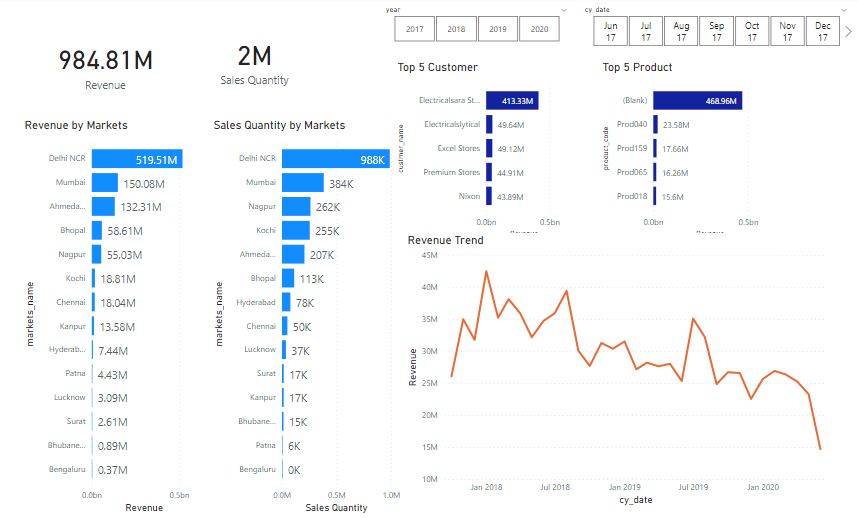 year
2017
2018
2019
2020
cy_date
Jun 17
Jul 17
Aug 17
Sep 17
Oct 17
Nov 17
Dec 17
984.81M
Revenue
2M
Sales Quantity
Top 5 Customer
custmer_name
Electricalsara St... 413.33M
Electricalslytical 49.64M
Excel Stores 49.12M
Premium Stores 44.91M
Nixon 43.89M
0.0bn 0.5bn
Top 5 Product
product_code
(Blank) 468.96M
Prod040 23.58M
Prod159 17.66M
Prod065 16.26M
Prod018 15.6M
0.0bn 0.5bn
Revenue by Markets
markets_name
Delhi NCR 519.51M
Mumbai 150.08M
Ahmeda... 132.31M
Bhopal 58.61M
Nagpur 55.03M
Kochi 18.81M
Chennai 18.04M
Kanpur 13.58M
Hyderab... 7.44M
Patna 4.43M
Lucknow 3.09M
Surat 2.61M
Bhubane... 0.89M
Bengaluru 0.37M
0.0bn 0.5bn
Revenue
Sales Quantity by Markets
markets_name
Delhi NCR 988K
Mumbai 384K
Nagpur 262K
Kochi 255K
Ahmeda... 207K
Bhopal 113K
Hyderabad 78K
Chennai 50K
Lucknow 37K
Surat 17K
Kanpur 17K
Bhubane... 15K
Patna 6K
Bengaluru 0K
0.0M 0.5M 1.0M
Sales Quantity
Revenue Trend
Revenue
45M
40M
35M
30M
25M
20M
15M
10M
Jan 2018 Jul 2018 Jan 2019 Jul 2019 Jan 2020
cy_date